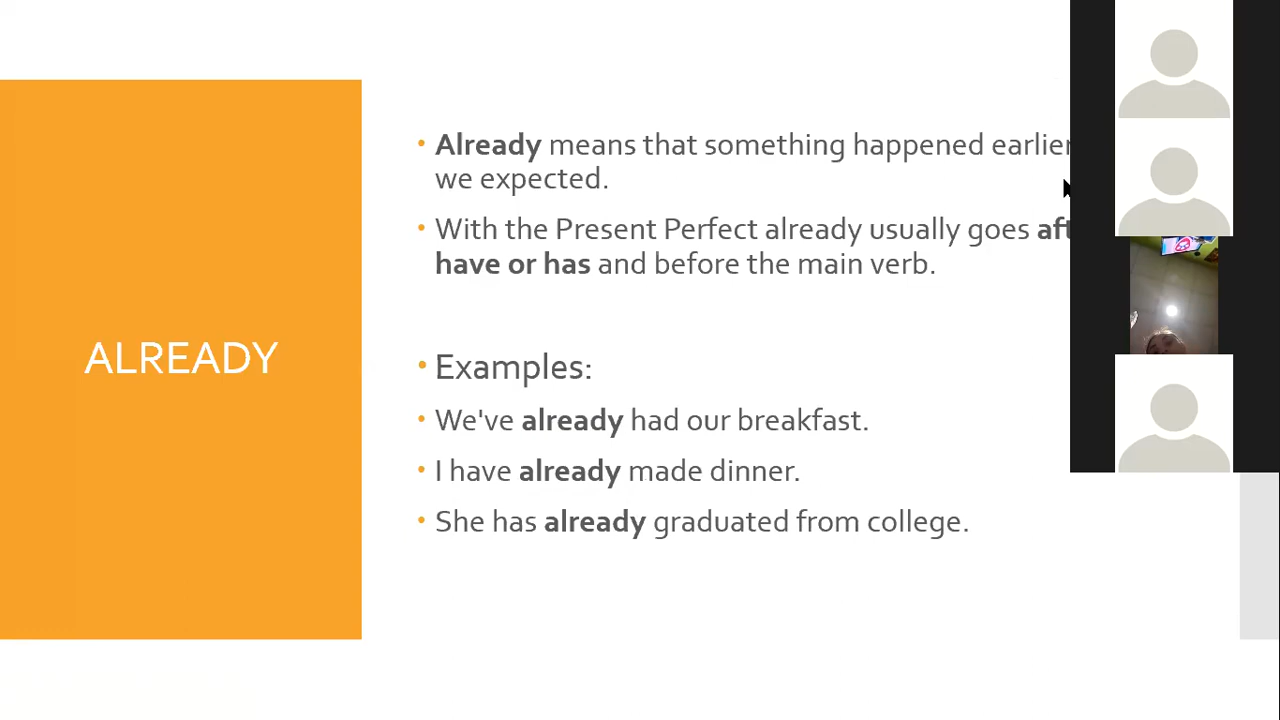 ALREADY
• Already means that something happened earlier
we expected.
• With the Present Perfect already usually goes
have or has and before the main verb.
• Examples:
• We've already had our breakfast.
• I have already made dinner.
• She has already graduated from college.